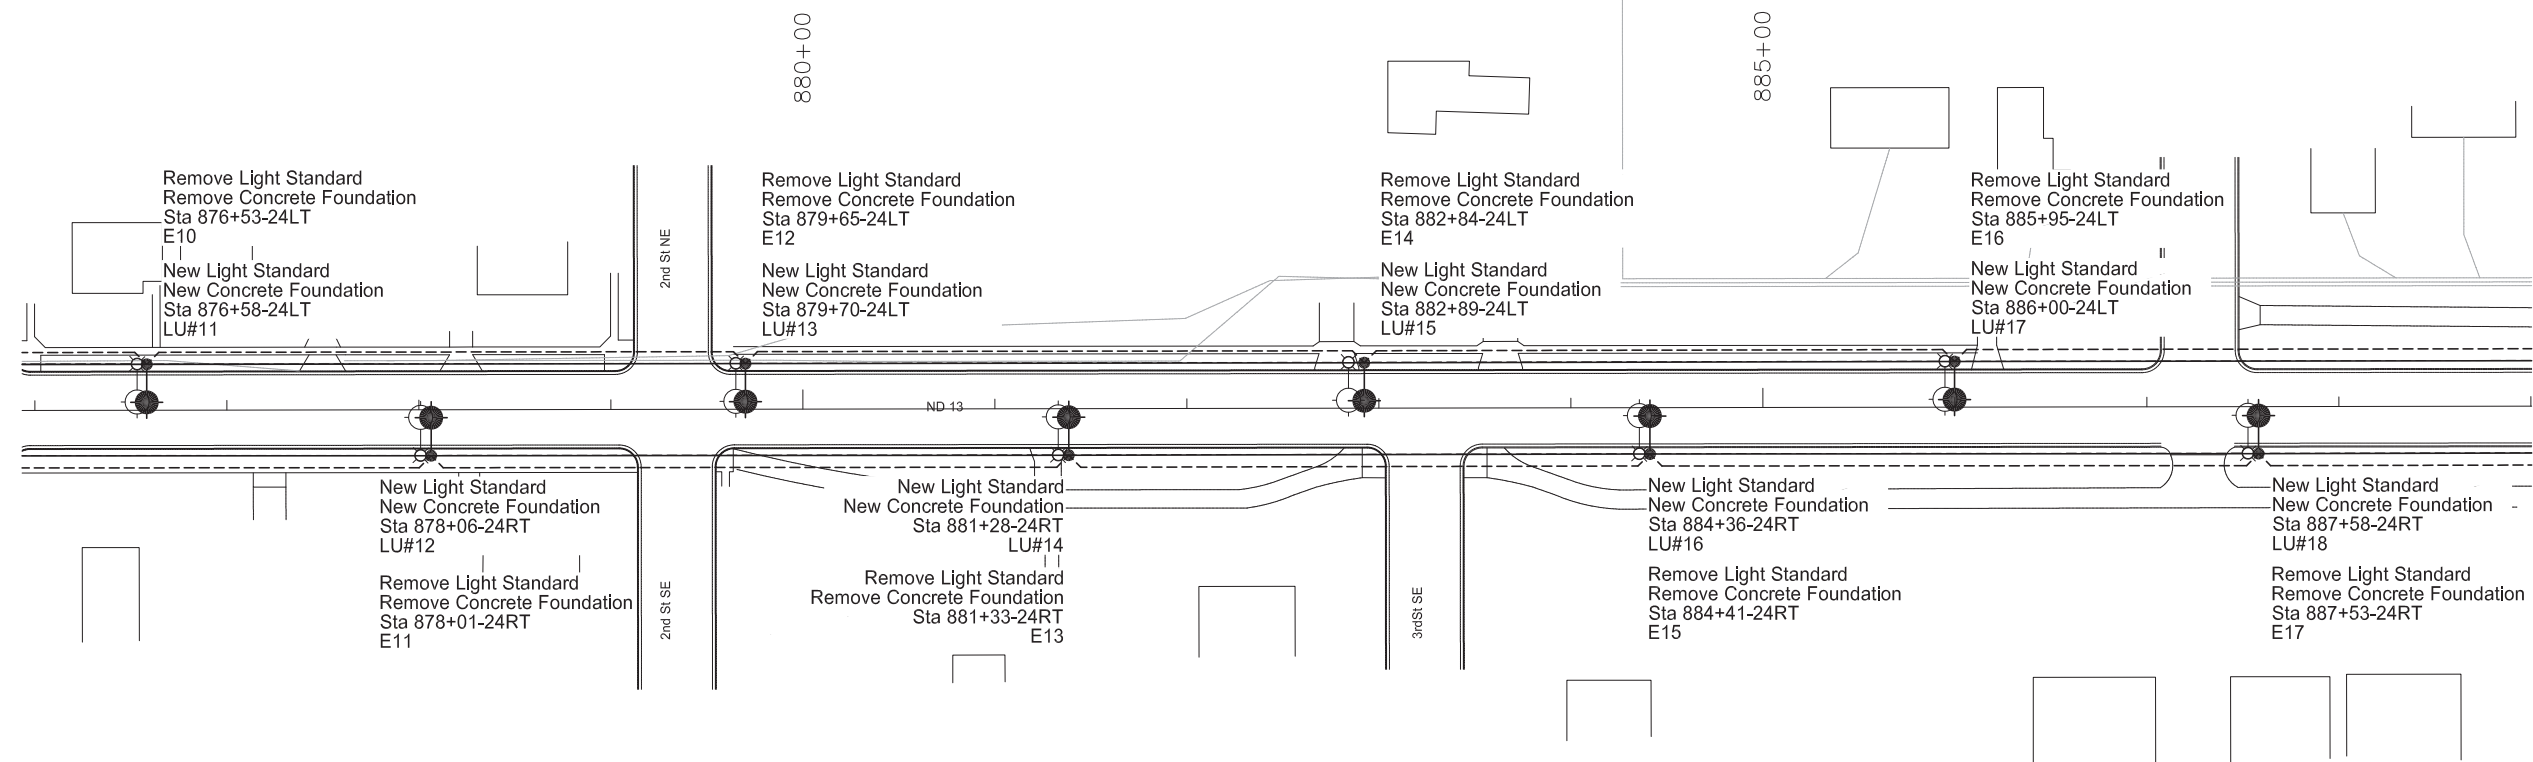 880+00
885+00
Remove Light Standard
Remove Concrete Foundation
Sta 876+53-24LT
E10
New Light Standard
New Concrete Foundation
Sta 876+58-24LT
LU#11
2nd St NE
Remove Light Standard
Remove Concrete Foundation
Sta 879+65-24LT
E12
New Light Standard
New Concrete Foundation
Sta 879+70-24LT
LU#13
Remove Light Standard
Remove Concrete Foundation
Sta 882+84-24LT
E14
New Light Standard
New Concrete Foundation
Sta 882+89-24LT
LU#15
Remove Light Standard
Remove Concrete Foundation
Sta 885+95-24LT
E16
New Light Standard
New Concrete Foundation
Sta 886+00-24LT
LU#17
ND 13
New Light Standard
New Concrete Foundation
Sta 878+06-24RT
LU#12
Remove Light Standard
Remove Concrete Foundation
Sta 878+01-24RT
E11
2nd St SE
New Light Standard
New Concrete Foundation
Sta 881+28-24RT
LU#14
Remove Light Standard
Remove Concrete Foundation
Sta 881+33-24RT
E13
3rdSt SE
New Light Standard
New Concrete Foundation
Sta 884+36-24RT
LU#16
Remove Light Standard
Remove Concrete Foundation
Sta 884+41-24RT
E15
New Light Standard
New Concrete Foundation
Sta 887+58-24RT
LU#18
Remove Light Standard
Remove Concrete Foundation
Sta 887+53-24RT
E17